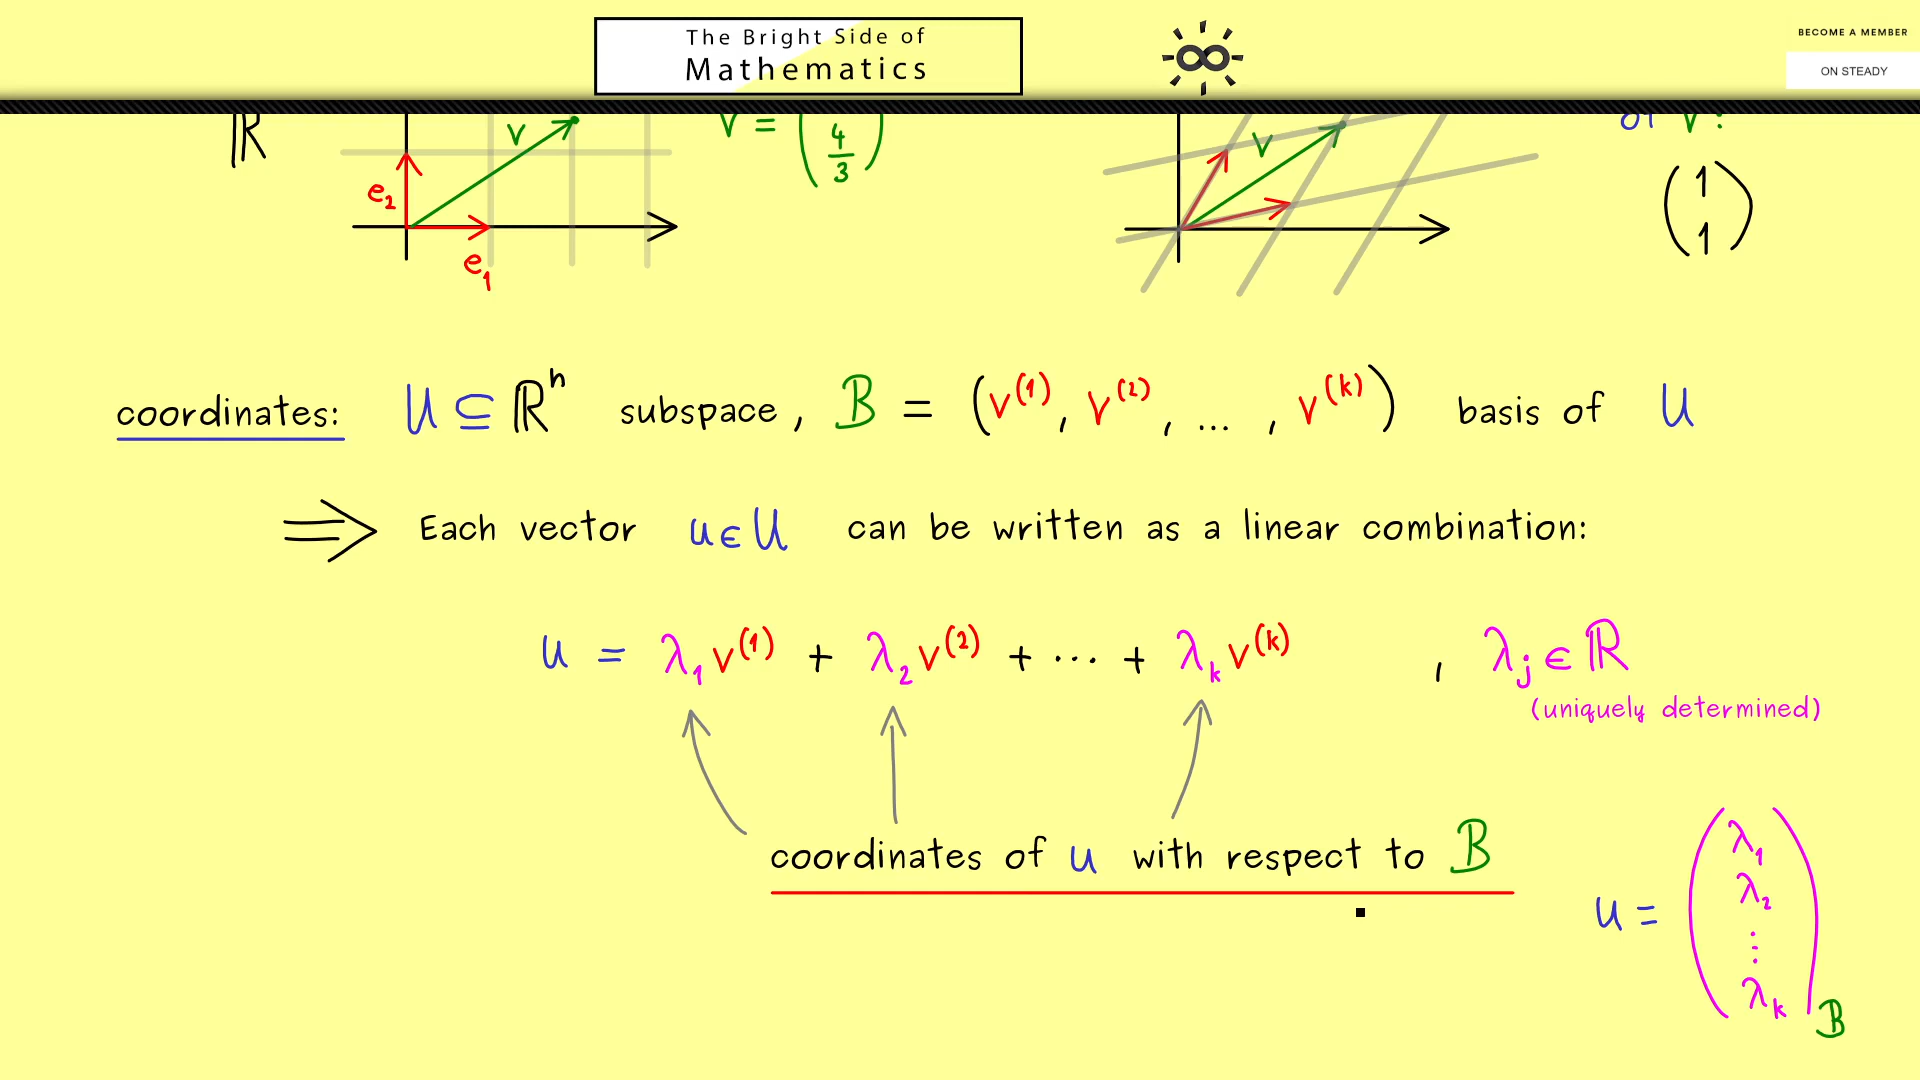 The Bright Side of
Mathematics
BECOME A MEMBER
ON STEADY
ℝ
e₂
e₁
v
v = (4/3)
v
of v:
(1 1)
coordinates: U ⊆ ℝⁿ subspace, B = (v⁽¹⁾, v⁽²⁾, ..., v⁽ᵏ⁾) basis of U
⇒ Each vector u∈U can be written as a linear combination:
u = λ₁v⁽¹⁾ + λ₂v⁽²⁾ + ⋯ + λₖv⁽ᵏ⁾ , λⱼ ∈ ℝ
(uniquely determined)
coordinates of u with respect to B
u = (λ₁ λ₂ ⋮ λₖ)_B